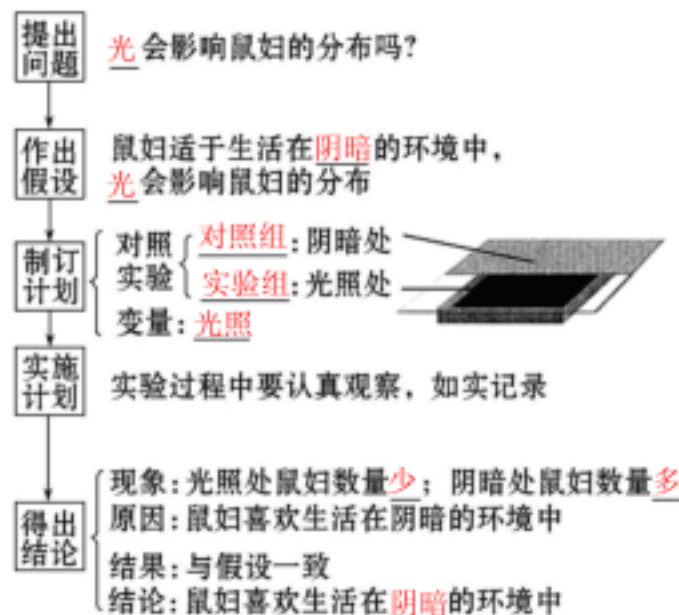 提出
问题
光会影响鼠妇的分布吗?
作出
假设
鼠妇适于生活在阴暗的环境中,
光会影响鼠妇的分布
制订
计划
对照
实验
对照组:阴暗处
实验组:光照处
变量:光照
实施
计划
实验过程中要认真观察,如实记录
得出
结论
现象:光照处鼠妇数量少;阴暗处鼠妇数量多
原因:鼠妇喜欢生活在阴暗的环境中
结果:与假设一致
结论:鼠妇喜欢生活在阴暗的环境中